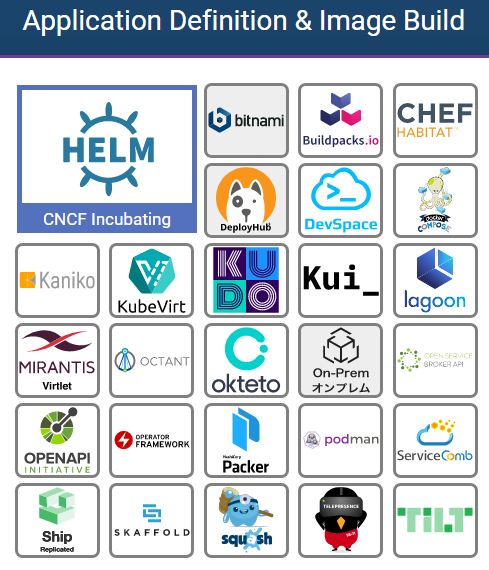 Application Definition & Image Build
HELM
CNCF Incubating
bitnami
Buildpacks.io
CHEF
HABITAT
DeployHub
DevSpace
docker
COMPOSE
Kaniko
KubeVirt
KUDO
Kui_
lagoon
MIRANTIS
Virtlet
OCTANT
okteto
On-Prem
オンプレム
OPEN SERVICE
BROKER API
OPENAPI
INITIATIVE
OPERATOR
FRAMEWORK
HashiCorp
Packer
podman
ServiceComb
Ship
Replicated
SKAFFOLD
squash
TELEPRESENCE
TILT